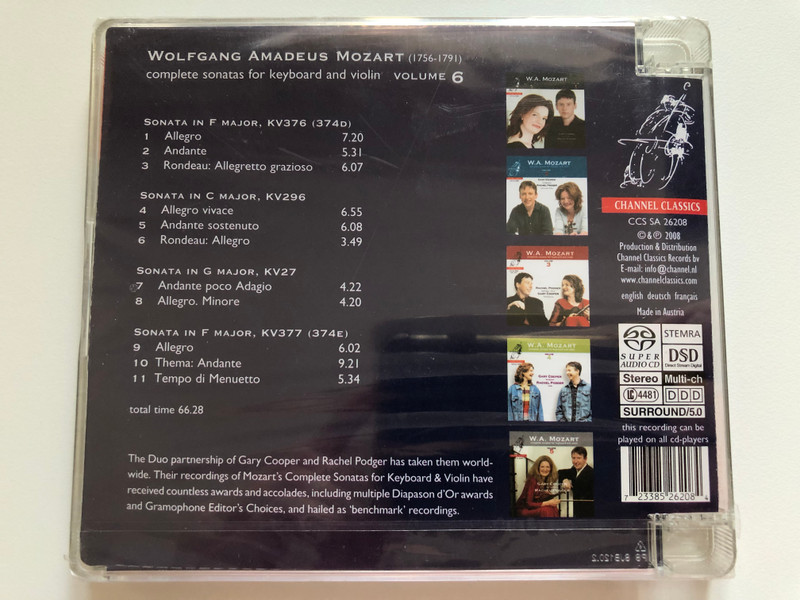 WOLFGANG AMADEUS MOZART (1756-1791)
complete sonatas for keyboard and violin VOLUME 6
SONATA IN F MAJOR, KV376 (374D)
1 Allegro 7.20
2 Andante 5.31
3 Rondeau: Allegretto grazioso 6.07
SONATA IN C MAJOR, KV296
4 Allegro vivace 6.55
5 Andante sostenuto 6.08
6 Rondeau: Allegro 3.49
SONATA IN G MAJOR, KV27
7 Andante poco Adagio 4.22
8 Allegro. Minore 4.20
SONATA IN F MAJOR, KV377 (374E)
9 Allegro 6.02
10 Thema: Andante 9.21
11 Tempo di Menuetto 5.34
total time 66.28
The Duo partnership of Gary Cooper and Rachel Podger has taken them world-
wide. Their recordings of Mozart's Complete Sonatas for Keyboard & Violin have
received countless awards and accolades, including multiple Diapason d'Or awards
and Gramophone Editor's Choices, and hailed as 'benchmark' recordings.
W.A. MOZART
W.A. MOZART
W.A. MOZART
3
RACHEL PODGER
GARY COOPER
W.A. MOZART
GARY COOPER
RACHEL PODGER
W.A. MOZART
CHANNEL CLASSICS
CCS SA 26208
©&℗ 2008
Production & Distribution
Channel Classics Records bv
E-mail: info@channel.nl
www.channelclassics.com
english deutsch français
Made in Austria
SUPER AUDIO CD
STEMRA
DSD
Direct Stream Digital
Stereo Multi-ch
LC 4481 DDD
SURROUND/5.0
this recording can be
played on all cd-players
7 23385 26208 4